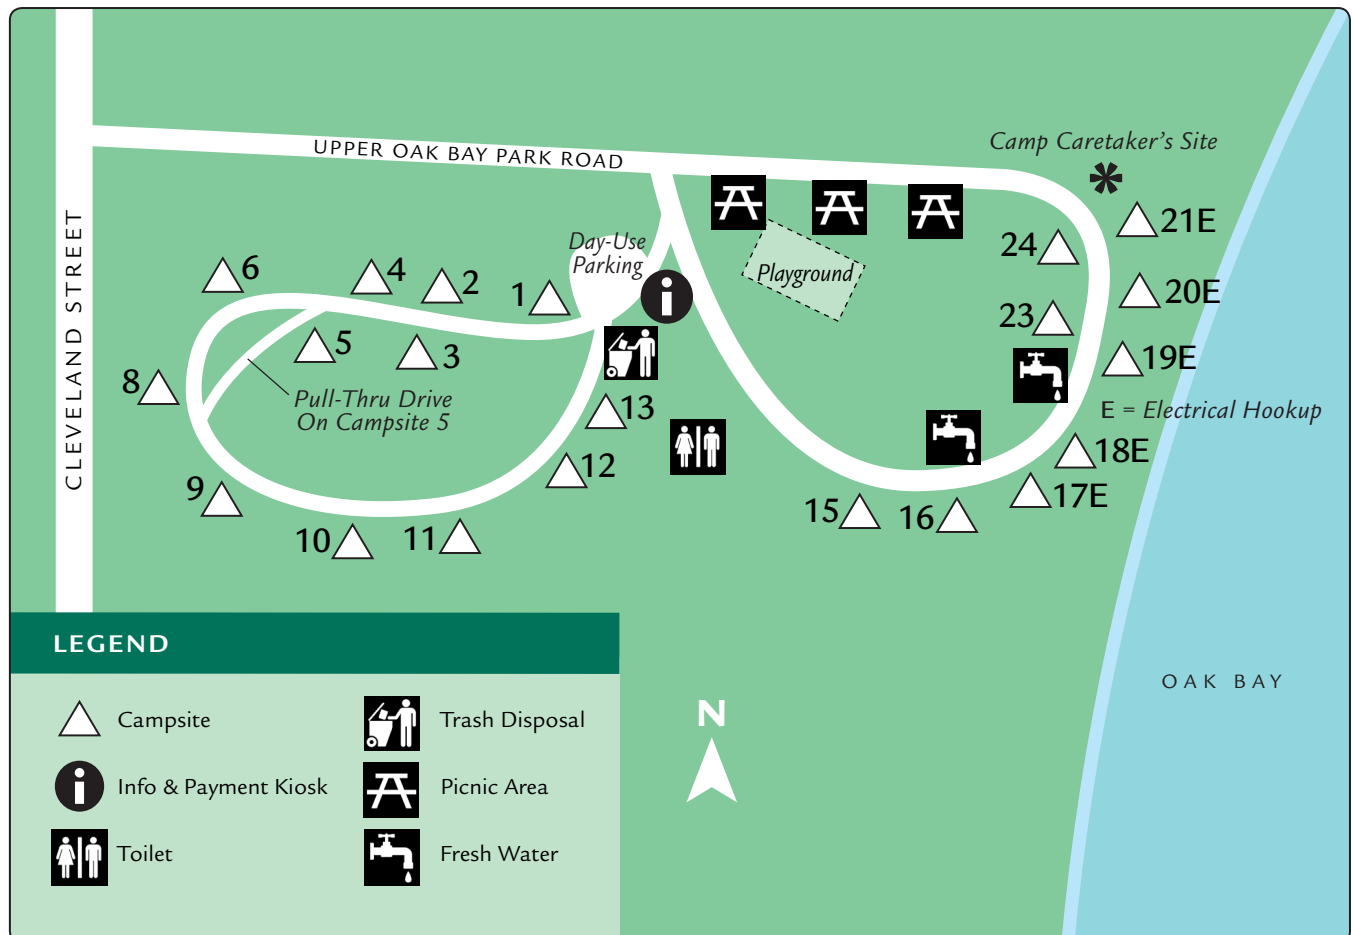 UPPER OAK BAY PARK ROAD
Camp Caretaker's Site
21E
24
Day-Use
Parking
6
4
2
1
Playground
20E
23
5
3
19E
8
Pull-Thru Drive
On Campsite 5
13
E = Electrical Hookup
CLEVELAND STREET
12
18E
9
17E
15
16
10
11
LEGEND
OAK BAY
Campsite
Trash Disposal
N
Info & Payment Kiosk
Picnic Area
Toilet
Fresh Water